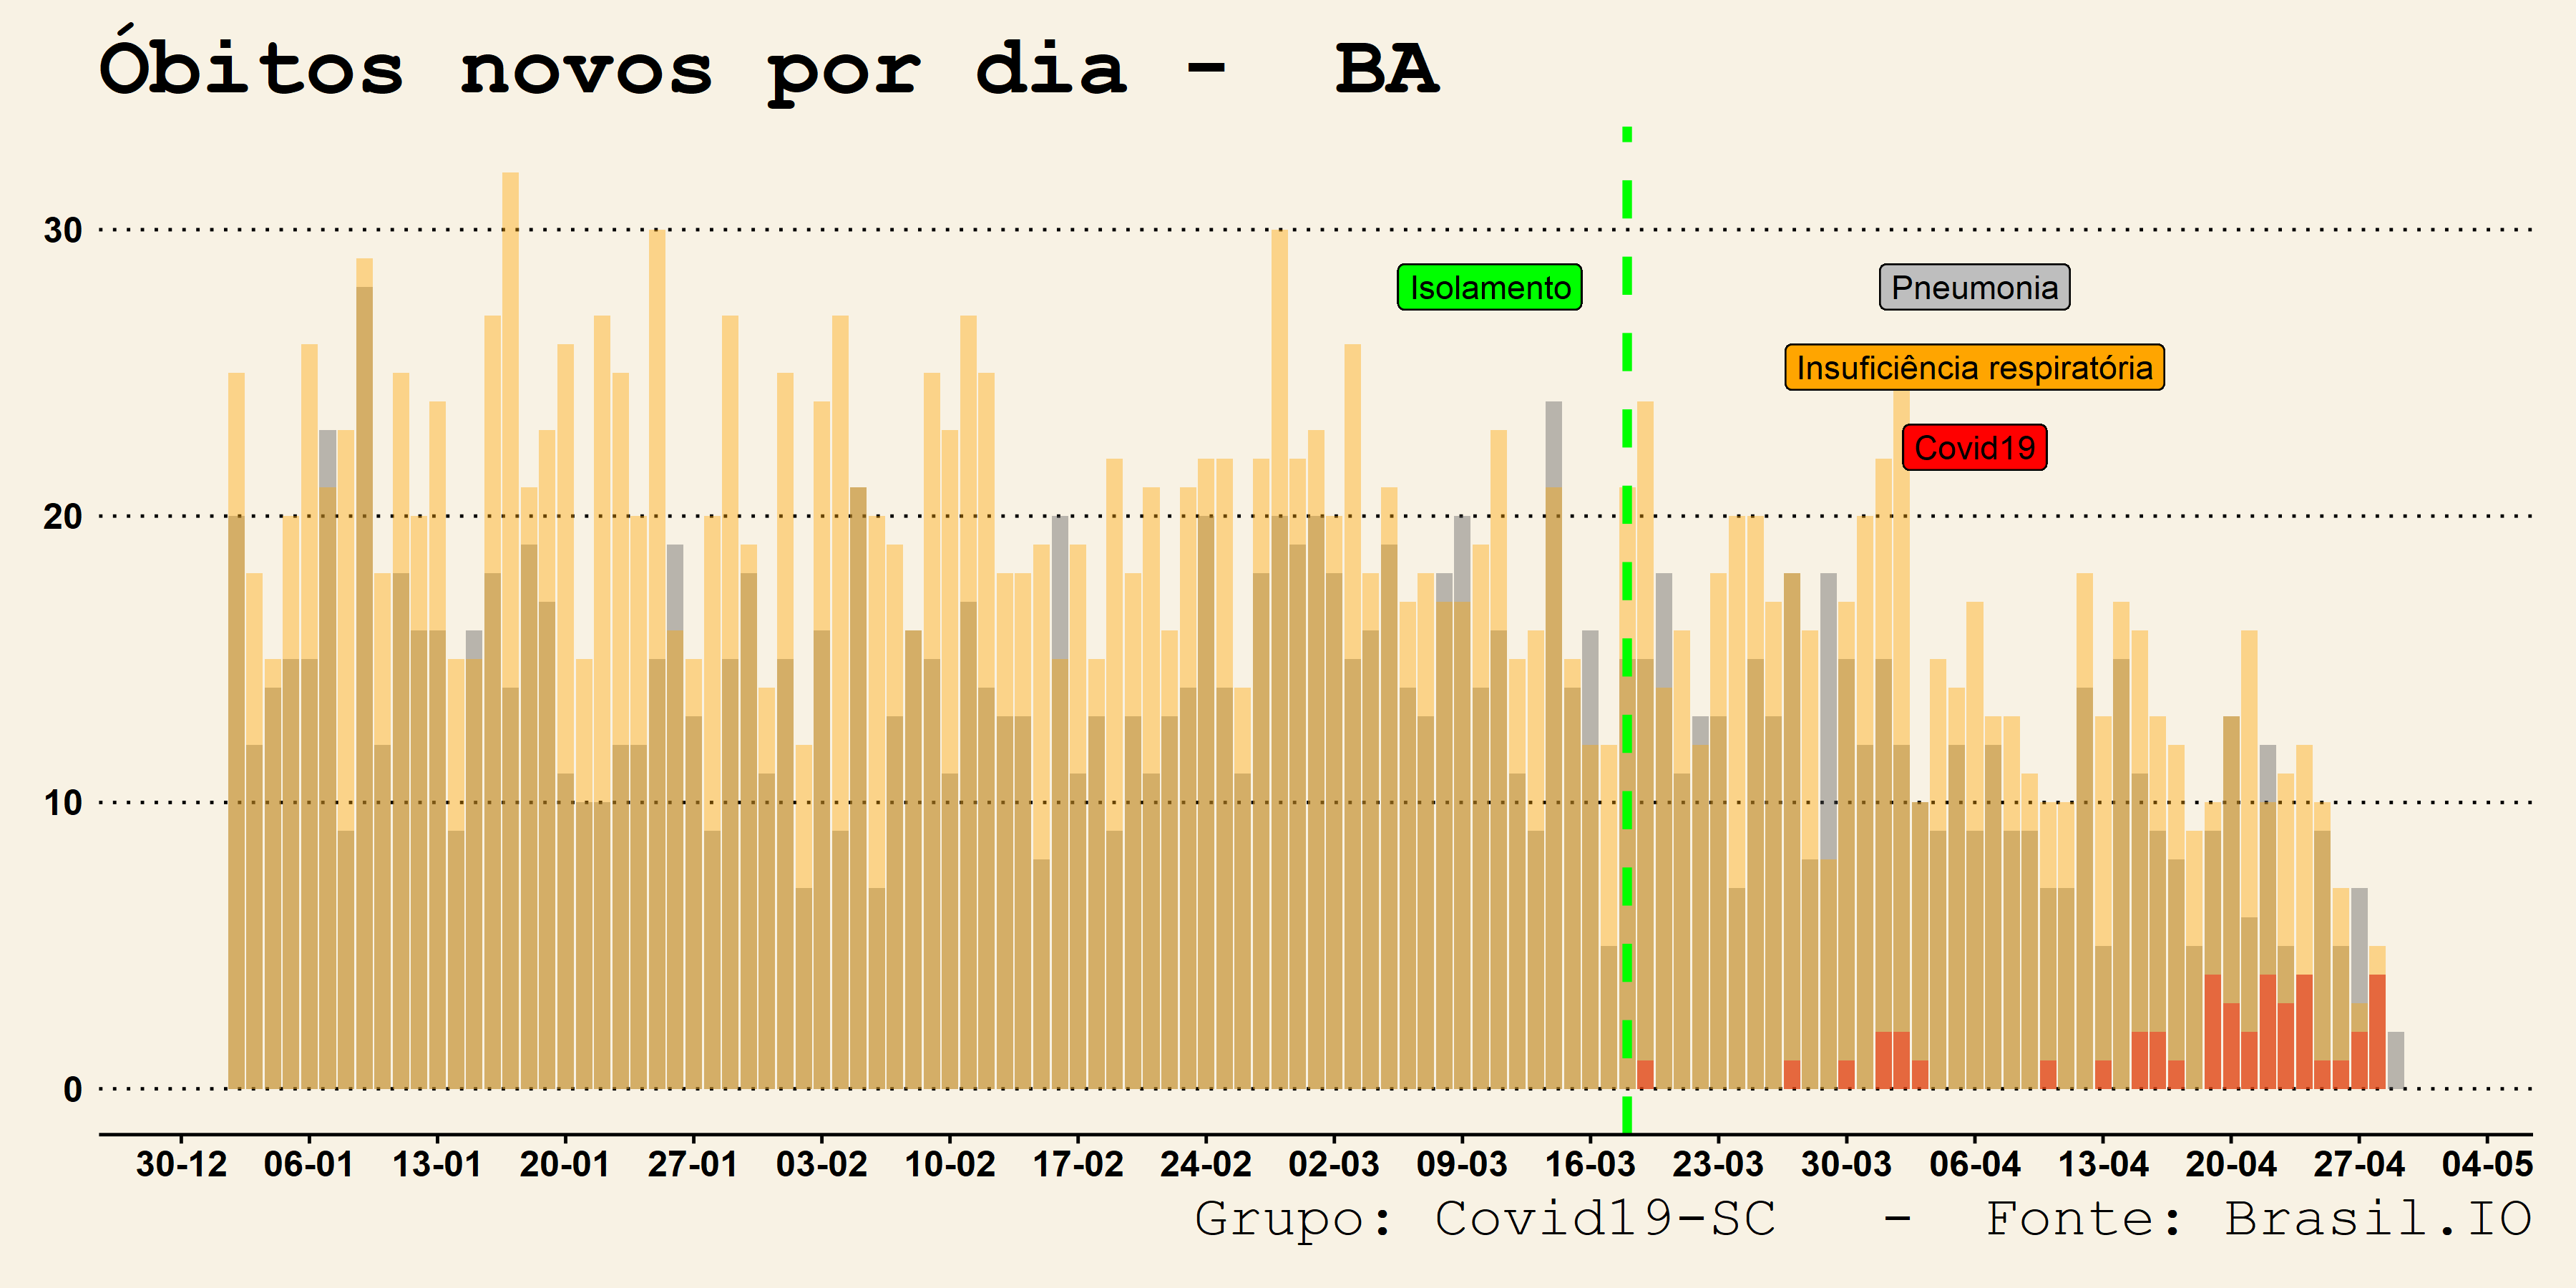 Óbitos novos por dia -  BA
30
Isolamento
Pneumonia
Insuficiência respiratória
Covid19
20
10
0
30-12 06-01 13-01 20-01 27-01 03-02 10-02 17-02 24-02 02-03 09-03 16-03 23-03 30-03 06-04 13-04 20-04 27-04 04-05
Grupo: Covid19-SC  -  Fonte: Brasil.IO